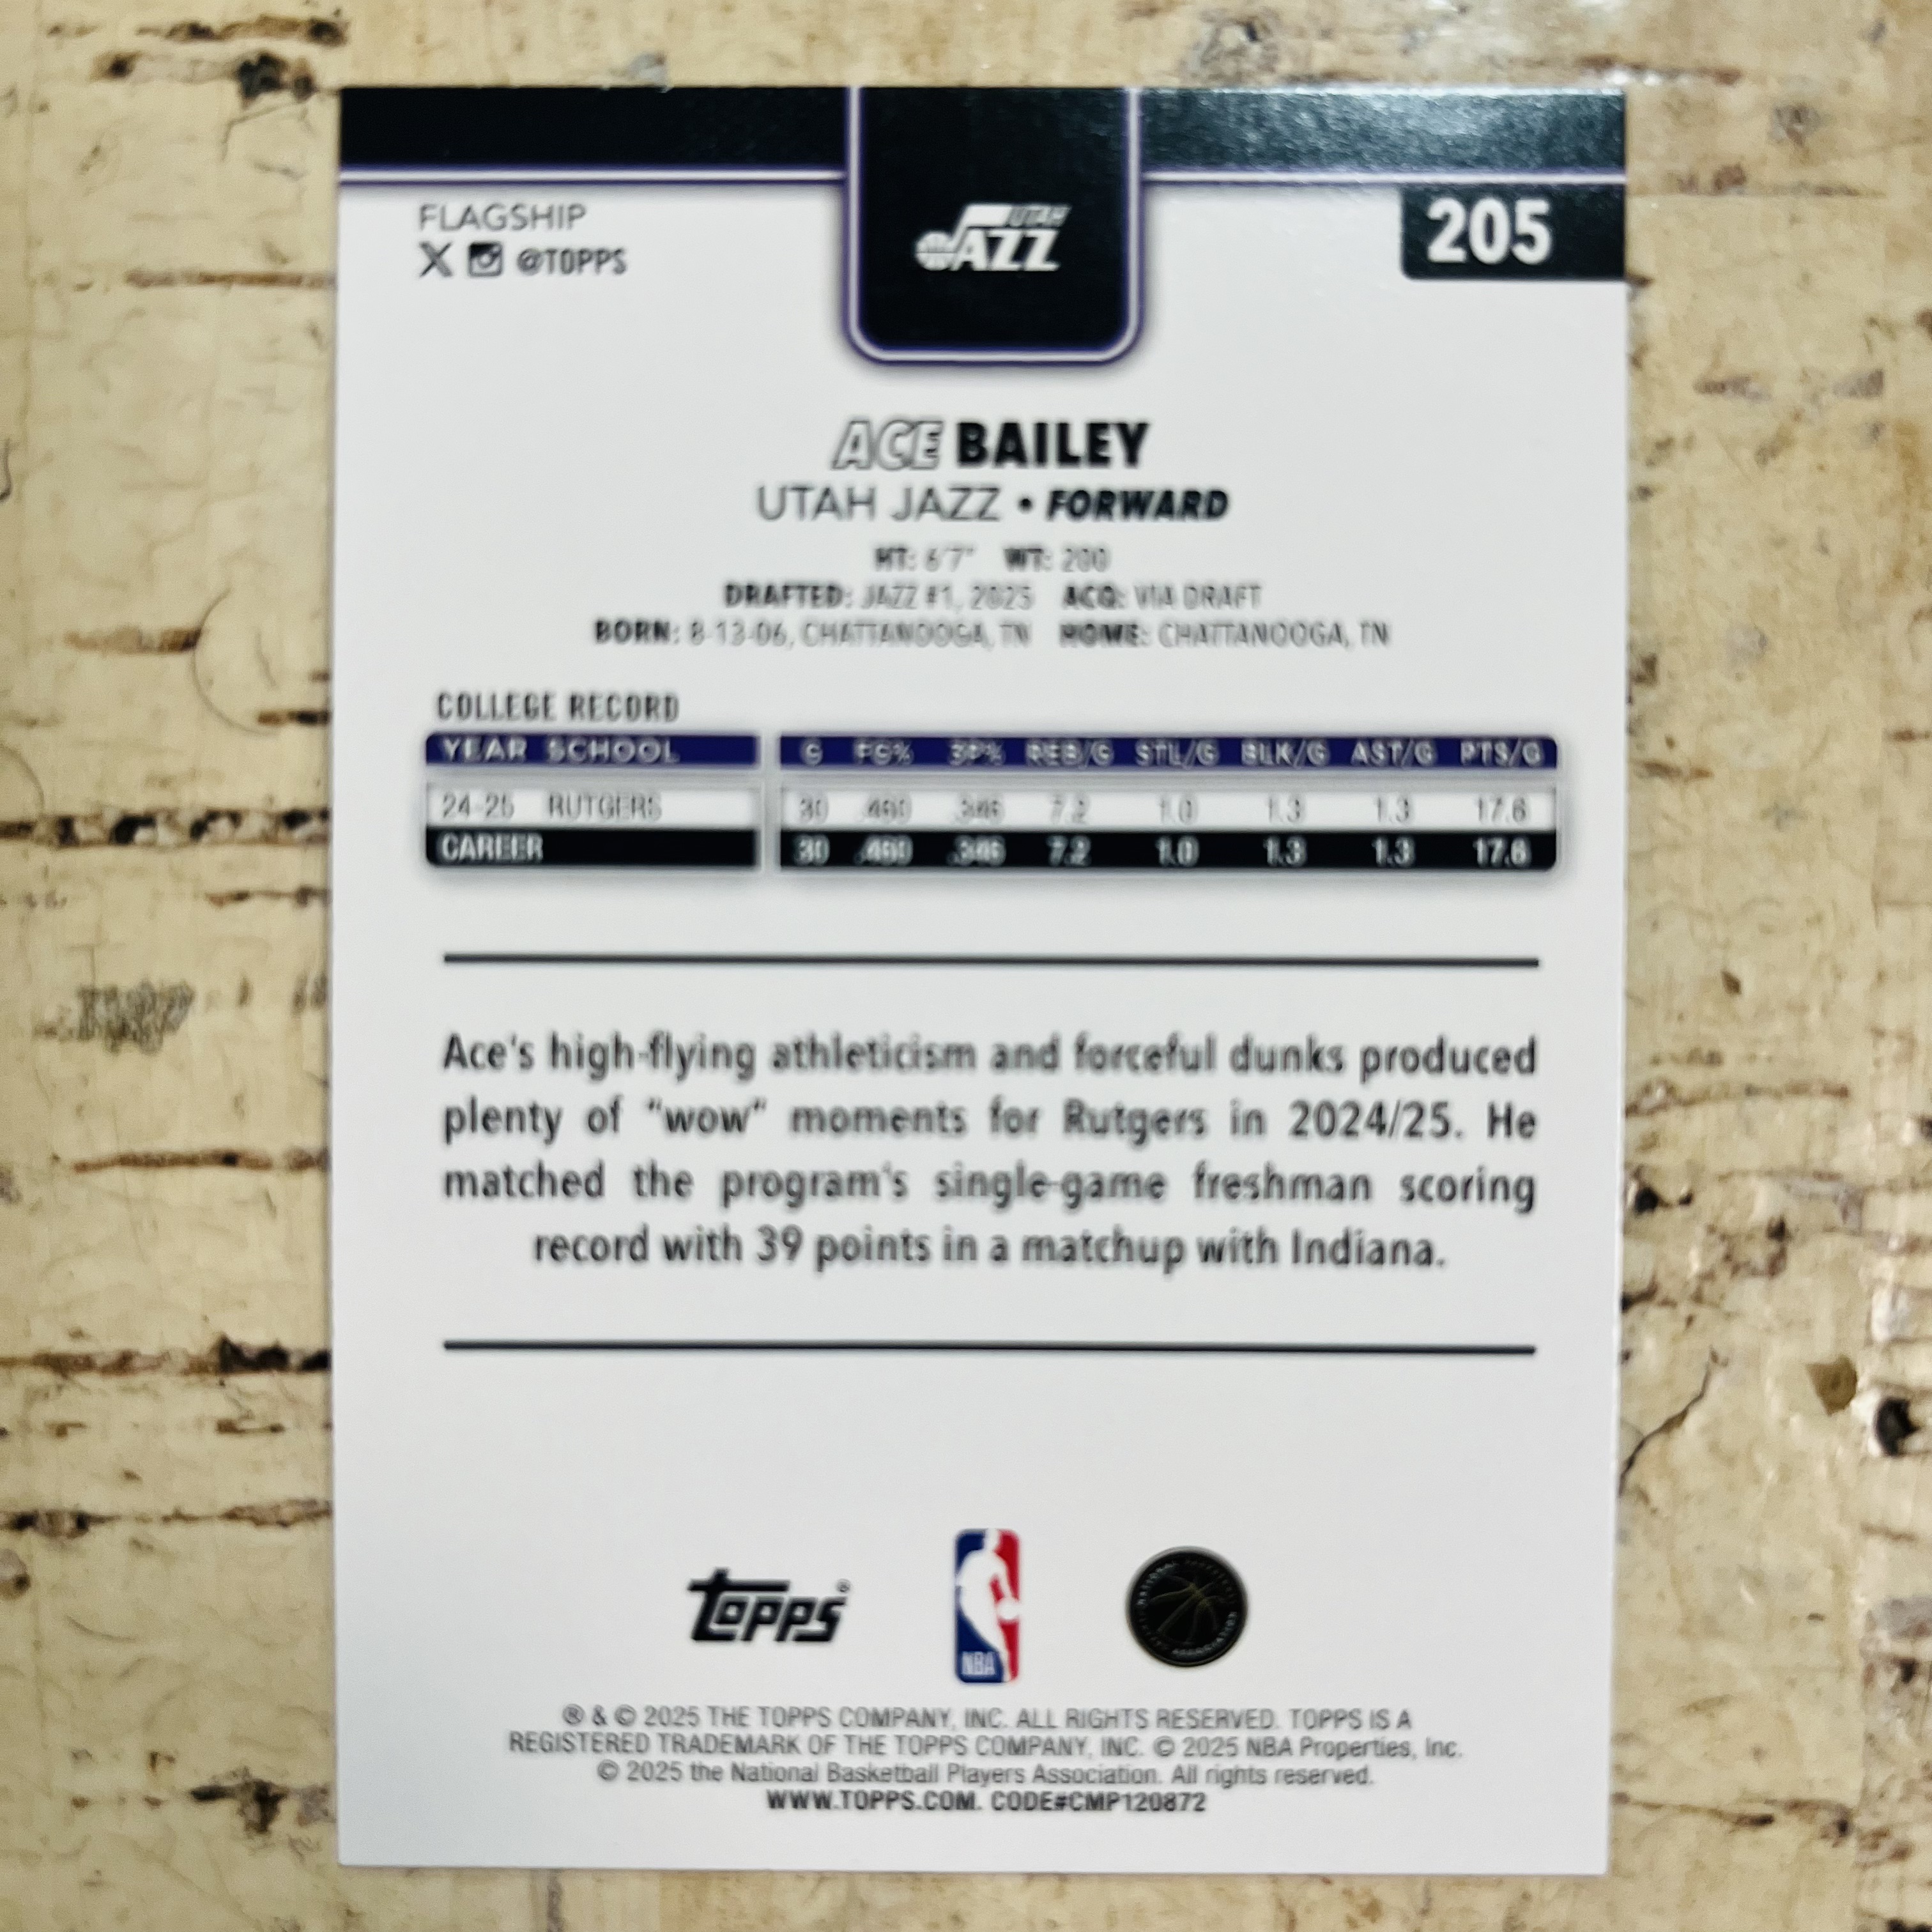 FLAGSHIP
X @TOPPS
UTAH JAZZ
205
ACE BAILEY
UTAH JAZZ • FORWARD
HT: 6'7" WT: 200
DRAFTED: JAZZ #1, 2025 ACQ: VIA DRAFT
BORN: 8-13-06, CHATTANOOGA, TN HOME: CHATTANOOGA, TN
COLLEGE RECORD
YEAR SCHOOL G FG% 3P% REB/G STL/G BLK/G AST/G PTS/G
24-25 RUTGERS 30 .460 .346 7.2 1.0 1.3 1.3 17.6
CAREER 30 .460 .346 7.2 1.0 1.3 1.3 17.6
Ace's high-flying athleticism and forceful dunks produced
plenty of "wow" moments for Rutgers in 2024/25. He
matched the program's single-game freshman scoring
record with 39 points in a matchup with Indiana.
topps®
NBA
® & © 2025 THE TOPPS COMPANY, INC. ALL RIGHTS RESERVED. TOPPS IS A
REGISTERED TRADEMARK OF THE TOPPS COMPANY, INC. © 2025 NBA Properties, Inc.
© 2025 the National Basketball Players Association. All rights reserved.
WWW.TOPPS.COM. CODE#CMP120872